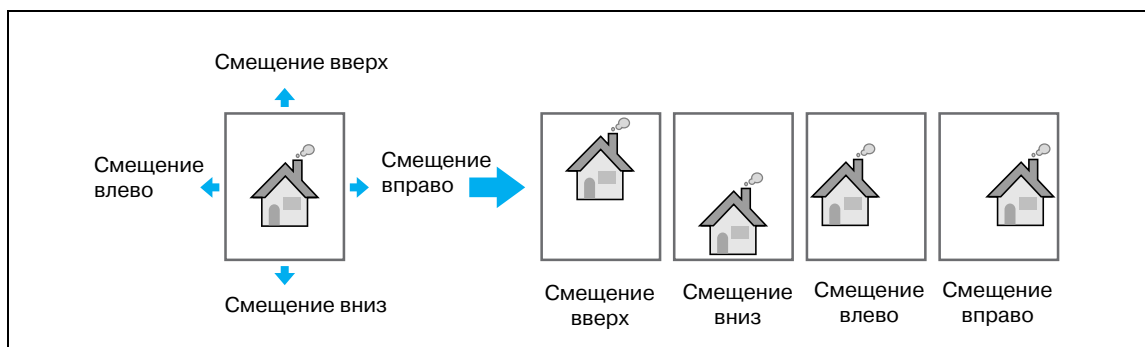 Смещение вверх
Смещение
влево
Смещение
вправо
Смещение вниз
Смещение
вверх
Смещение
вниз
Смещение
влево
Смещение
вправо